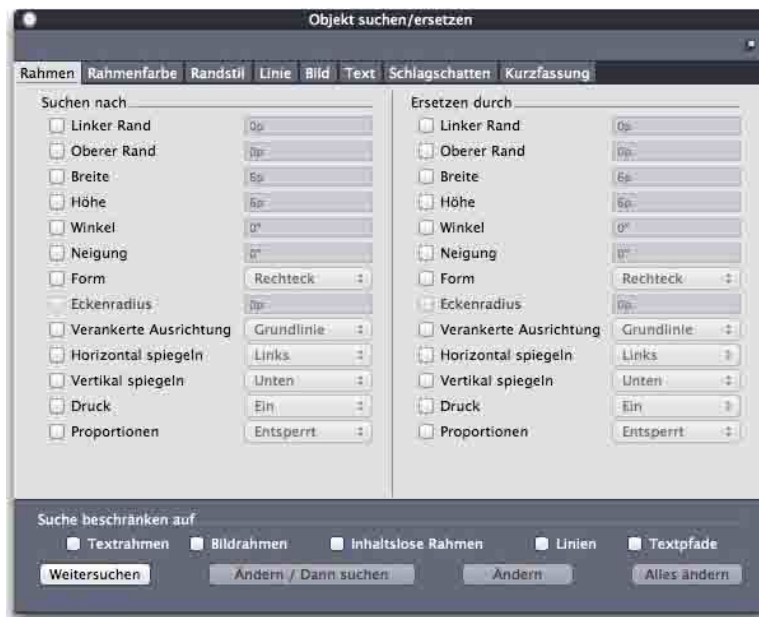 Objekt suchen/ersetzen
Rahmen Rahmenfarbe Randstil Linie Bild Text Schlagschatten Kurzfassung
Suchen nach
Linker Rand 0p
Oberer Rand 0p
Breite 6p
Höhe 6p
Winkel 0°
Neigung 0°
Form Rechteck
Eckenradius 0p
Verankerte Ausrichtung Grundlinie
Horizontal spiegeln Links
Vertikal spiegeln Unten
Druck Ein
Proportionen Entsperrt
Ersetzen durch
Linker Rand 0p
Oberer Rand 0p
Breite 6p
Höhe 6p
Winkel 0°
Neigung 0°
Form Rechteck
Eckenradius 0p
Verankerte Ausrichtung Grundlinie
Horizontal spiegeln Links
Vertikal spiegeln Unten
Druck Ein
Proportionen Entsperrt
Suche beschränken auf
Textrahmen Bildrahmen Inhaltslose Rahmen Linien Textpfade
Weitersuchen Ändern / Dann suchen Ändern Alles ändern